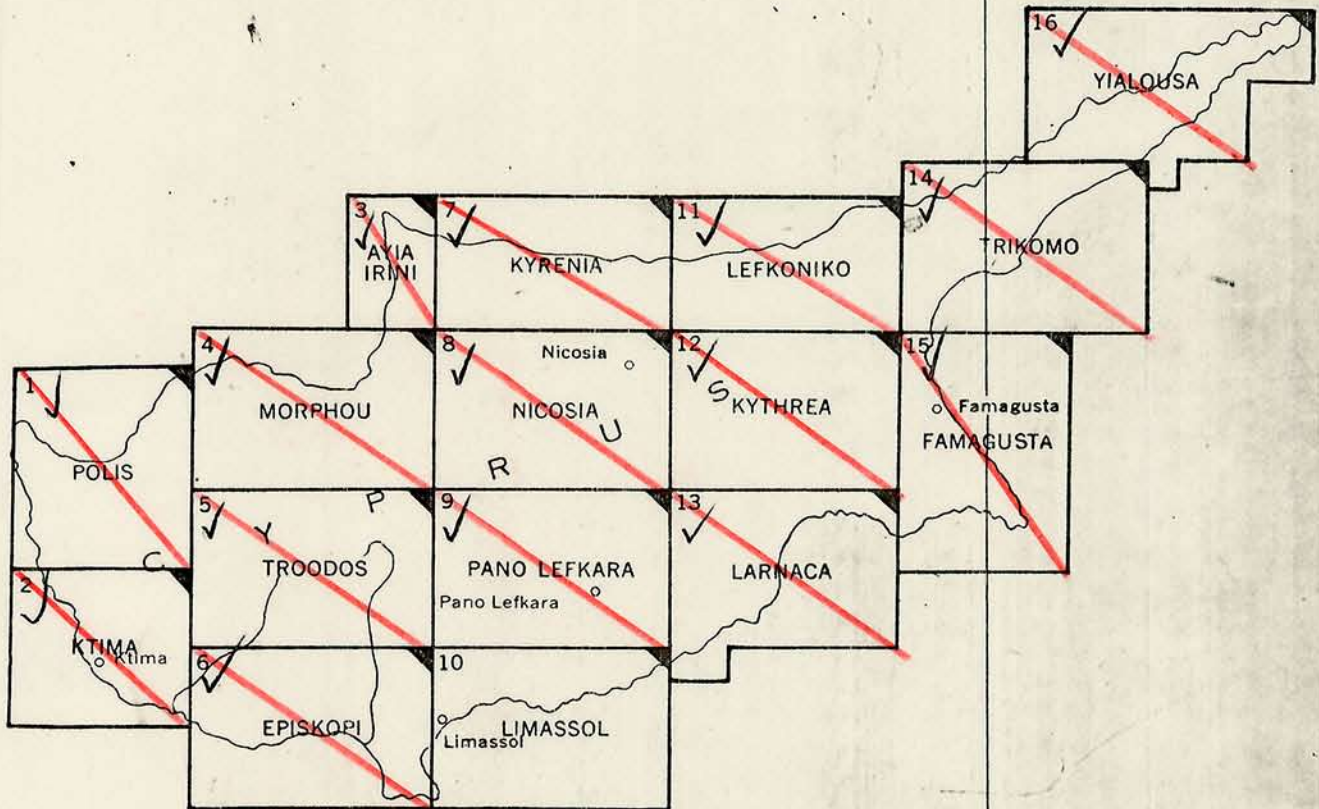 16
YIALOUSA
14
TRIKOMO
3
AYIA
IRINI
7
KYRENIA
11
LEFKONIKO
1
POLIS
4
MORPHOU
8
Nicosia
NICOSIA
12
KYTHREA
15
Famagusta
FAMAGUSTA
C Y P R U S
2
KTIMA
Ktima
5
TROODOS
9
PANO LEFKARA
Pano Lefkara
13
LARNACA
6
EPISKOPI
10
LIMASSOL
Limassol